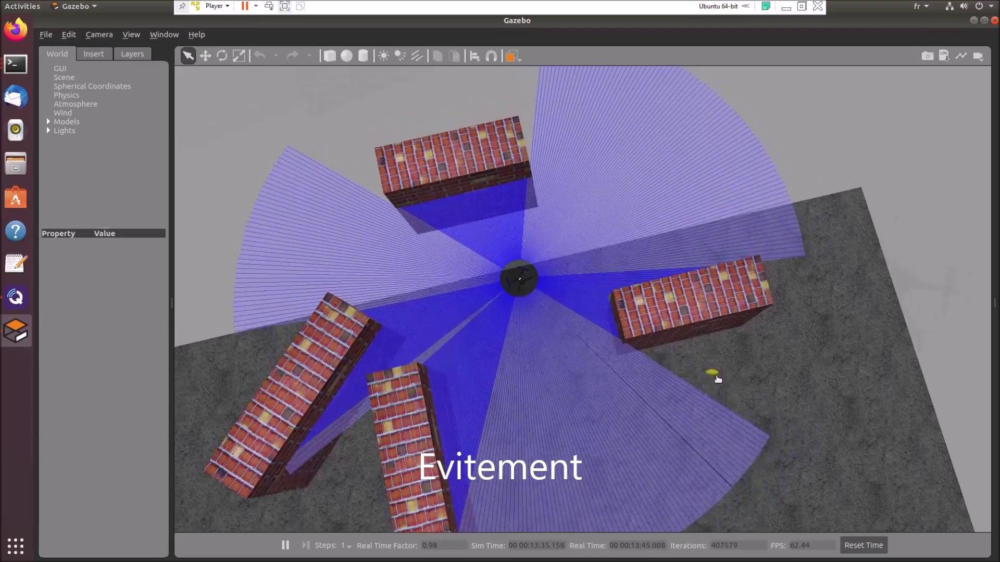 Activities Gazebo Player Ubuntu 64-bit fr
Gazebo
File Edit Camera View Window Help
World Insert Layers
GUI
Scene
Spherical Coordinates
Physics
Atmosphere
Wind
Models
Lights
Property Value
Evitement
Steps: 1 Real Time Factor: 0.98 Sim Time: 00 00:13:35.158 Real Time: 00 00:13:45.008 Iterations: 407579 FPS: 62.44 Reset Time